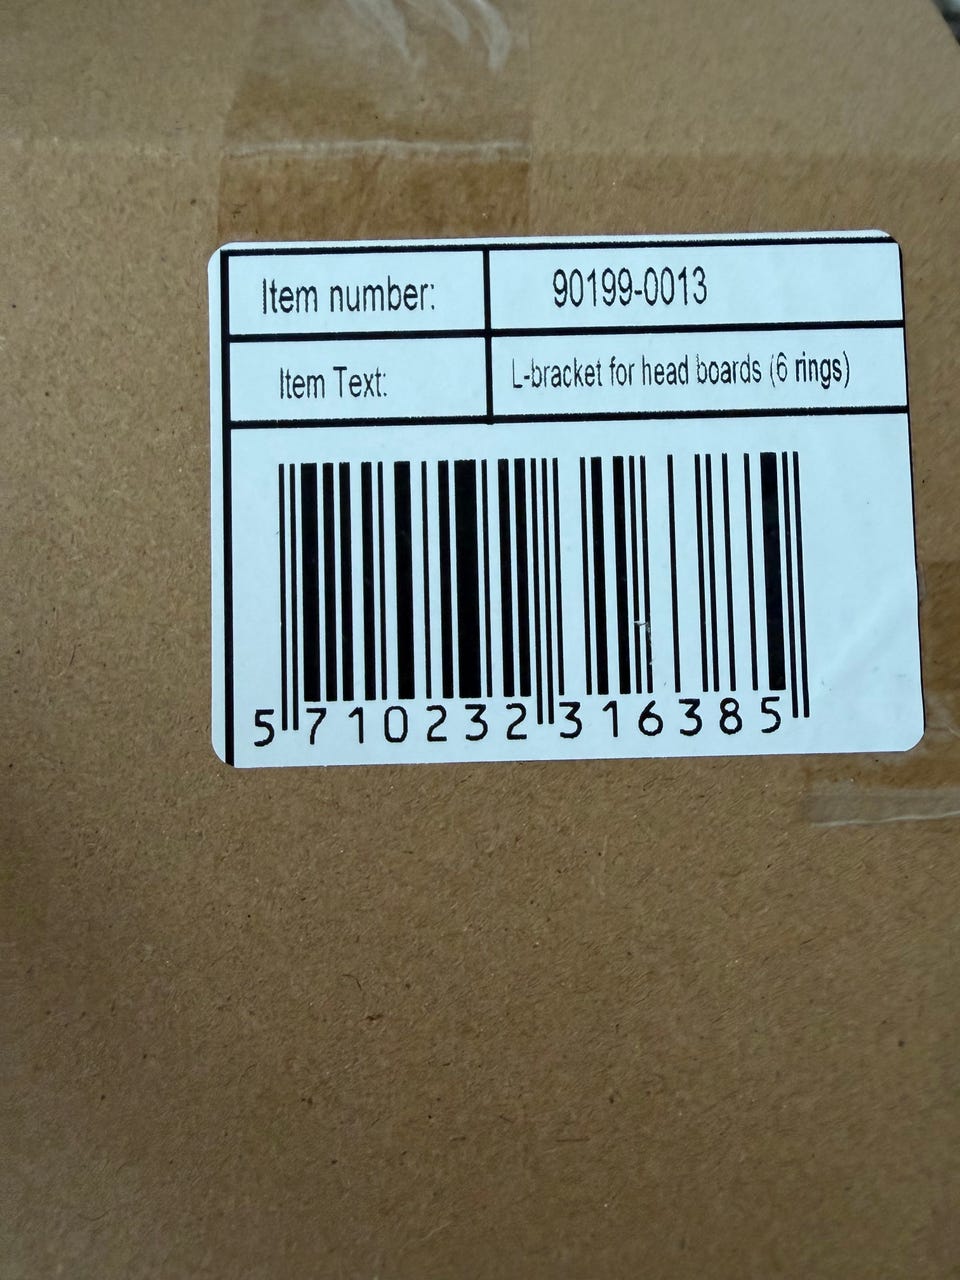 Item number: 90199-0013
Item Text: L-bracket for head boards (6 rings)
5 710232 316385